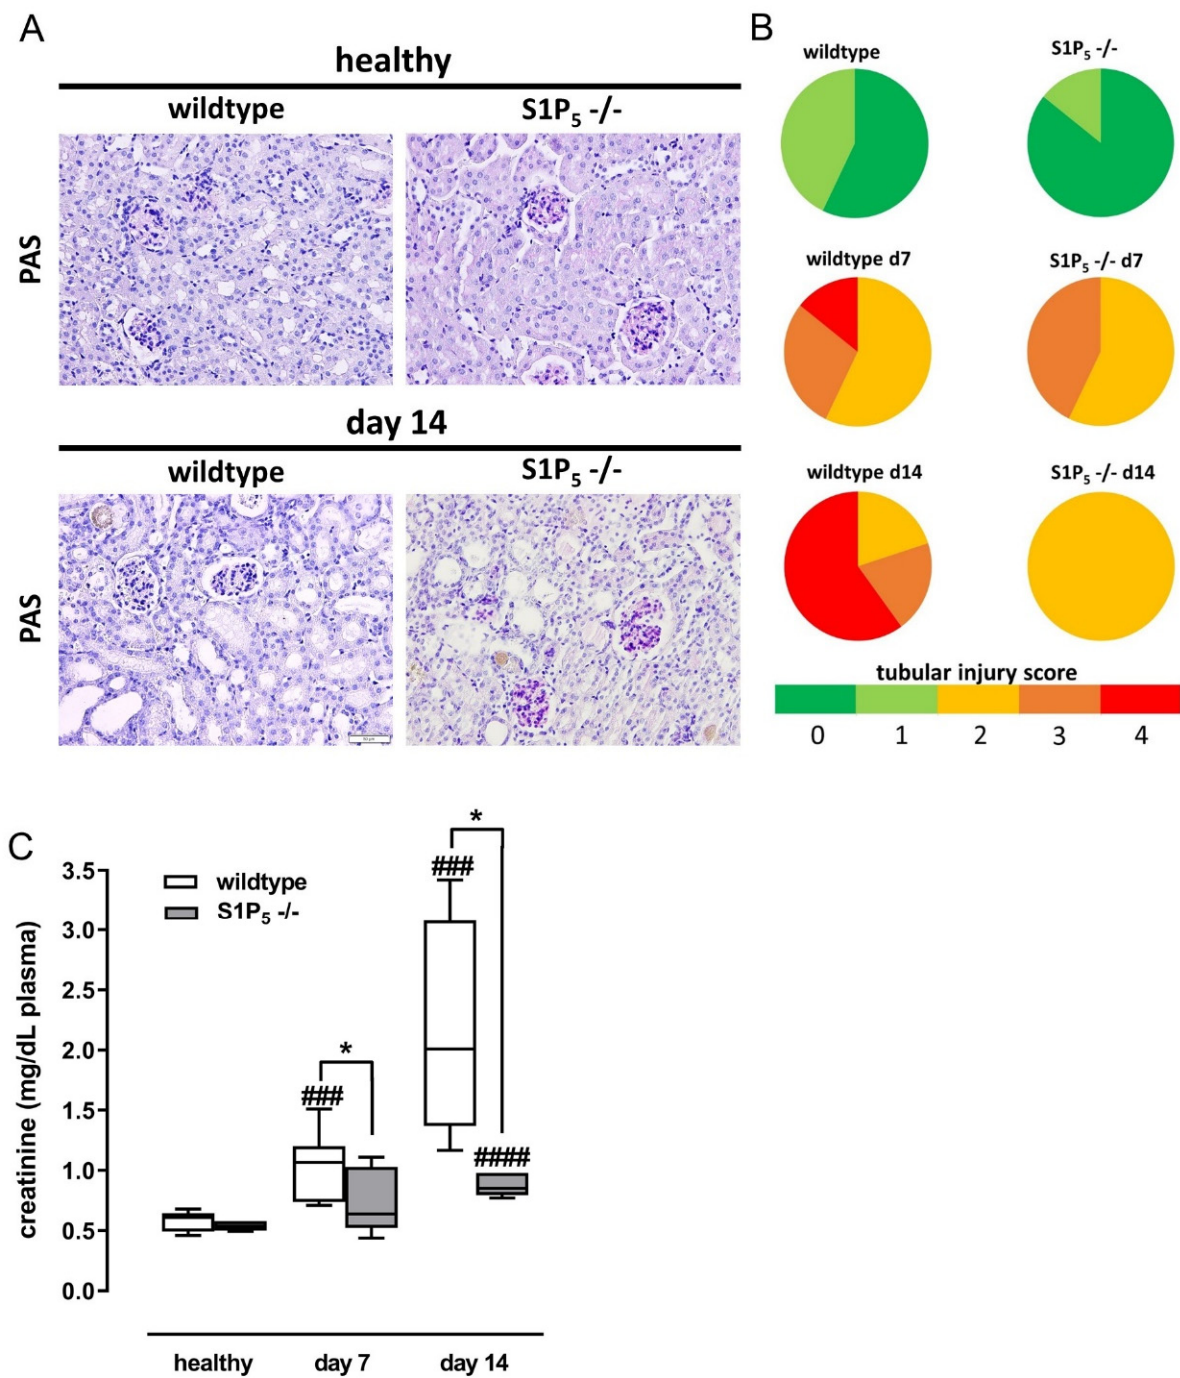 A
healthy
wildtype S1P₅ -/-
PAS
day 14
wildtype S1P₅ -/-
PAS
B
wildtype S1P₅ -/-
wildtype d7 S1P₅ -/- d7
wildtype d14 S1P₅ -/- d14
tubular injury score
0 1 2 3 4
C
creatinine (mg/dL plasma)
3.5
3.0
2.5
2.0
1.5
1.0
0.5
0.0
wildtype
S1P₅ -/-
*
###
*
###
####
healthy day 7 day 14